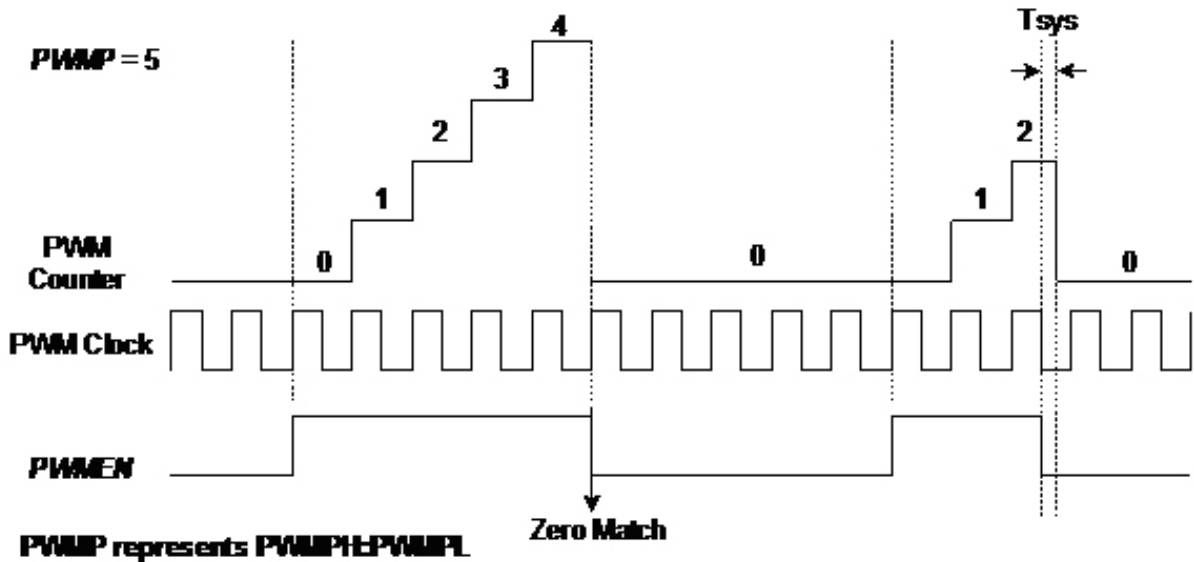 Tsys
PWMP = 5
4
3
2
2
1
1
0
0
0
PWM
Counter
PWM Clock
PWMEN
Zero Match
PWMP represents PWMPH:PWMPL